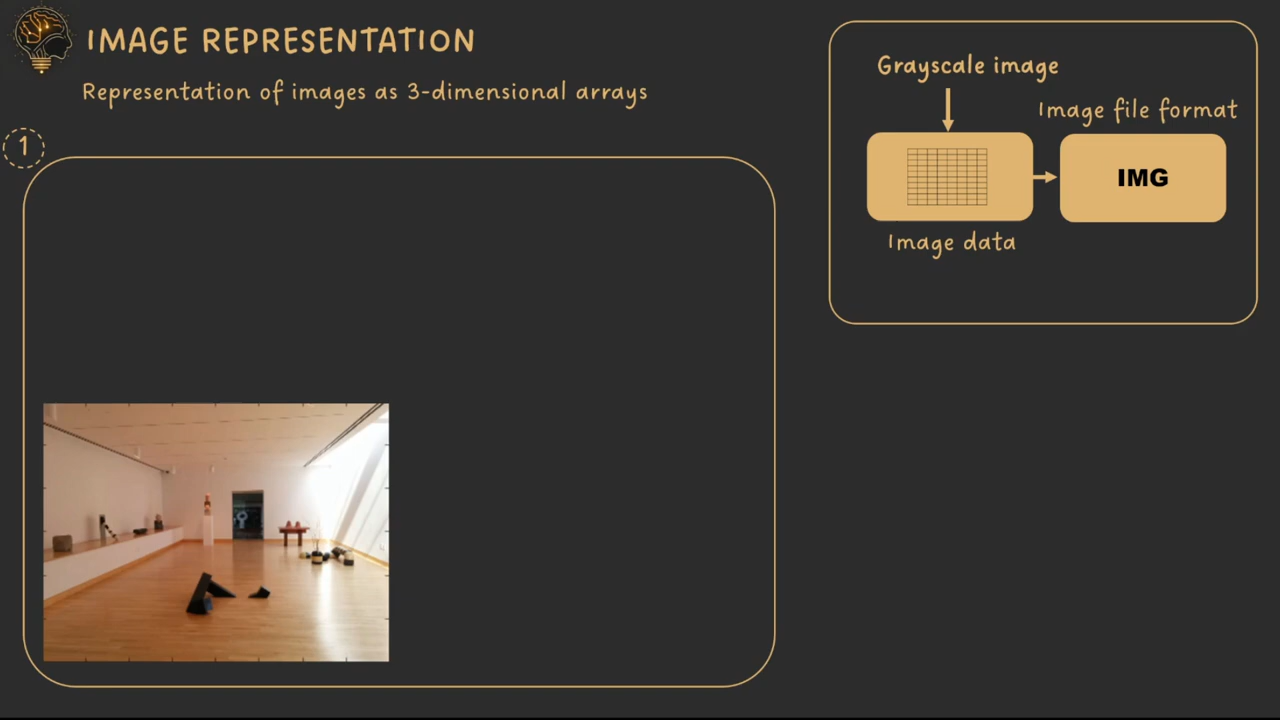 IMAGE REPRESENTATION
Representation of images as 3-dimensional arrays
1
Grayscale image
Image file format
IMG
Image data